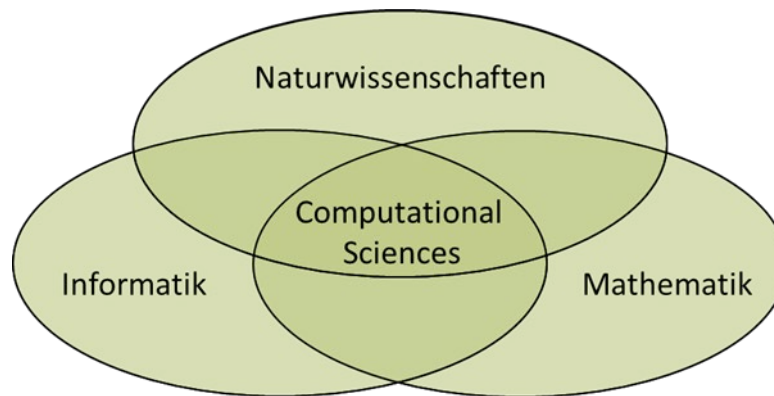 Naturwissenschaften
Computational
Sciences
Informatik
Mathematik